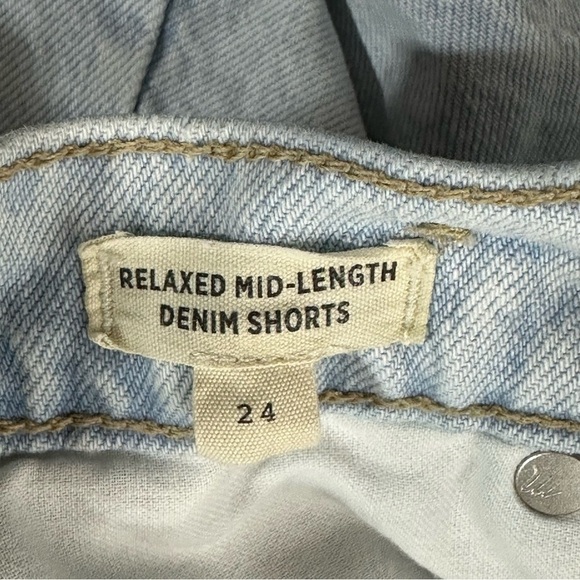 RELAXED MID-LENGTH
DENIM SHORTS
24